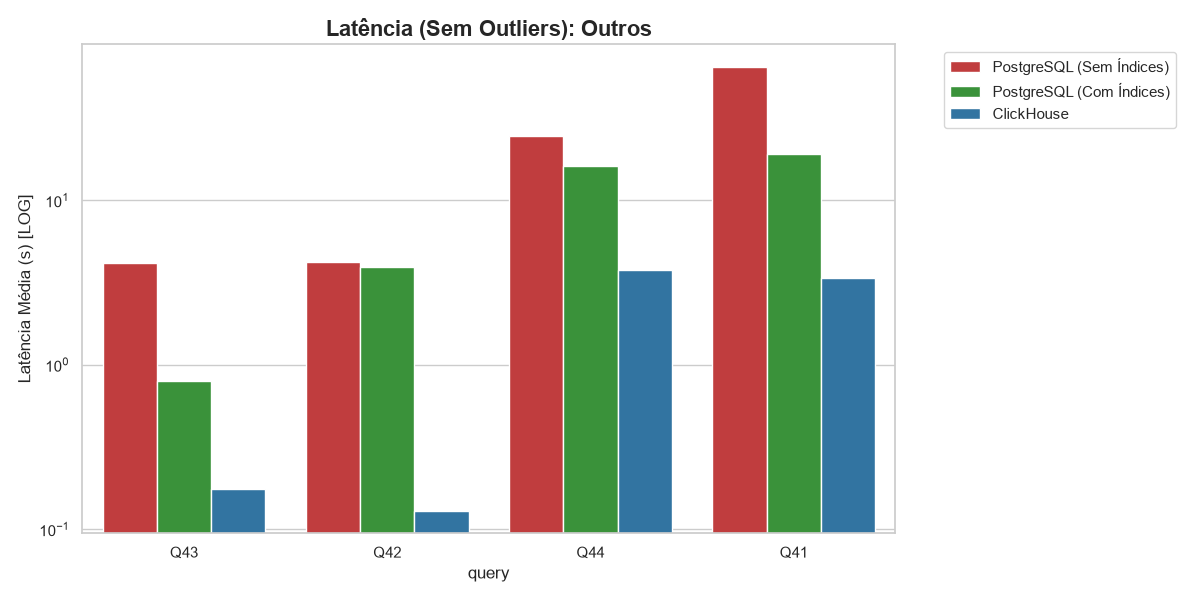 Latência (Sem Outliers): Outros
PostgreSQL (Sem Índices)
PostgreSQL (Com Índices)
ClickHouse
Latência Média (s) [LOG]
10¹
10⁰
10⁻¹
Q43
Q42
Q44
Q41
query